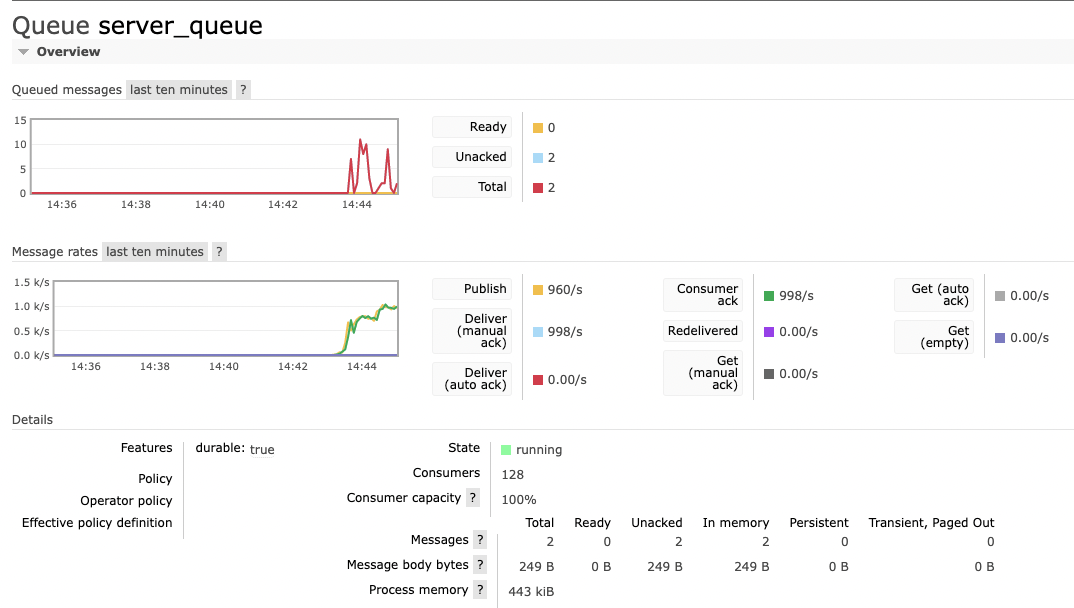 Queue server_queue
Overview
Queued messages last ten minutes ?
15
10
5
0
14:36 14:38 14:40 14:42 14:44
Ready 0
Unacked 2
Total 2
Message rates last ten minutes ?
1.5 k/s
1.0 k/s
0.5 k/s
0.0 k/s
14:36 14:38 14:40 14:42 14:44
Publish 960/s
Deliver
(manual
ack) 998/s
Deliver
(auto ack) 0.00/s
Consumer
ack 998/s
Redelivered 0.00/s
Get
(manual
ack) 0.00/s
Get (auto
ack) 0.00/s
Get
(empty) 0.00/s
Details
Features durable: true
Policy
Operator policy
Effective policy definition
State running
Consumers 128
Consumer capacity ? 100%
Total Ready Unacked In memory Persistent Transient, Paged Out
Messages ? 2 0 2 2 0 0
Message body bytes ? 249 B 0 B 249 B 249 B 0 B 0 B
Process memory ? 443 kiB